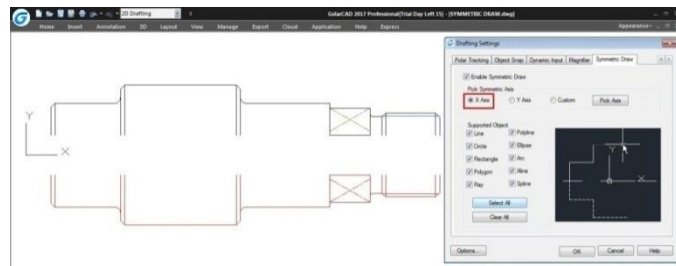 2D Drafting
GstarCAD 2017 Professional[Trial Day Left 15] - [SYMMETRIC DRAW.dwg]
Home Insert Annotation 3D Layout View Manage Export Cloud Application Help Express
Appearance
Drafting Settings
Polar Tracking Object Snap Dynamic Input Magnifier Symmetric Draw
Enable Symmetric Draw
Pick Symmetric Axis
X Axis Y Axis Custom Pick Axis
Supported Object
Line Polyline
Circle Ellipse
Rectangle Arc
Polygon Xline
Ray Spline
Select All
Clear All
Options... OK Cancel Help
Y
X
Y
X